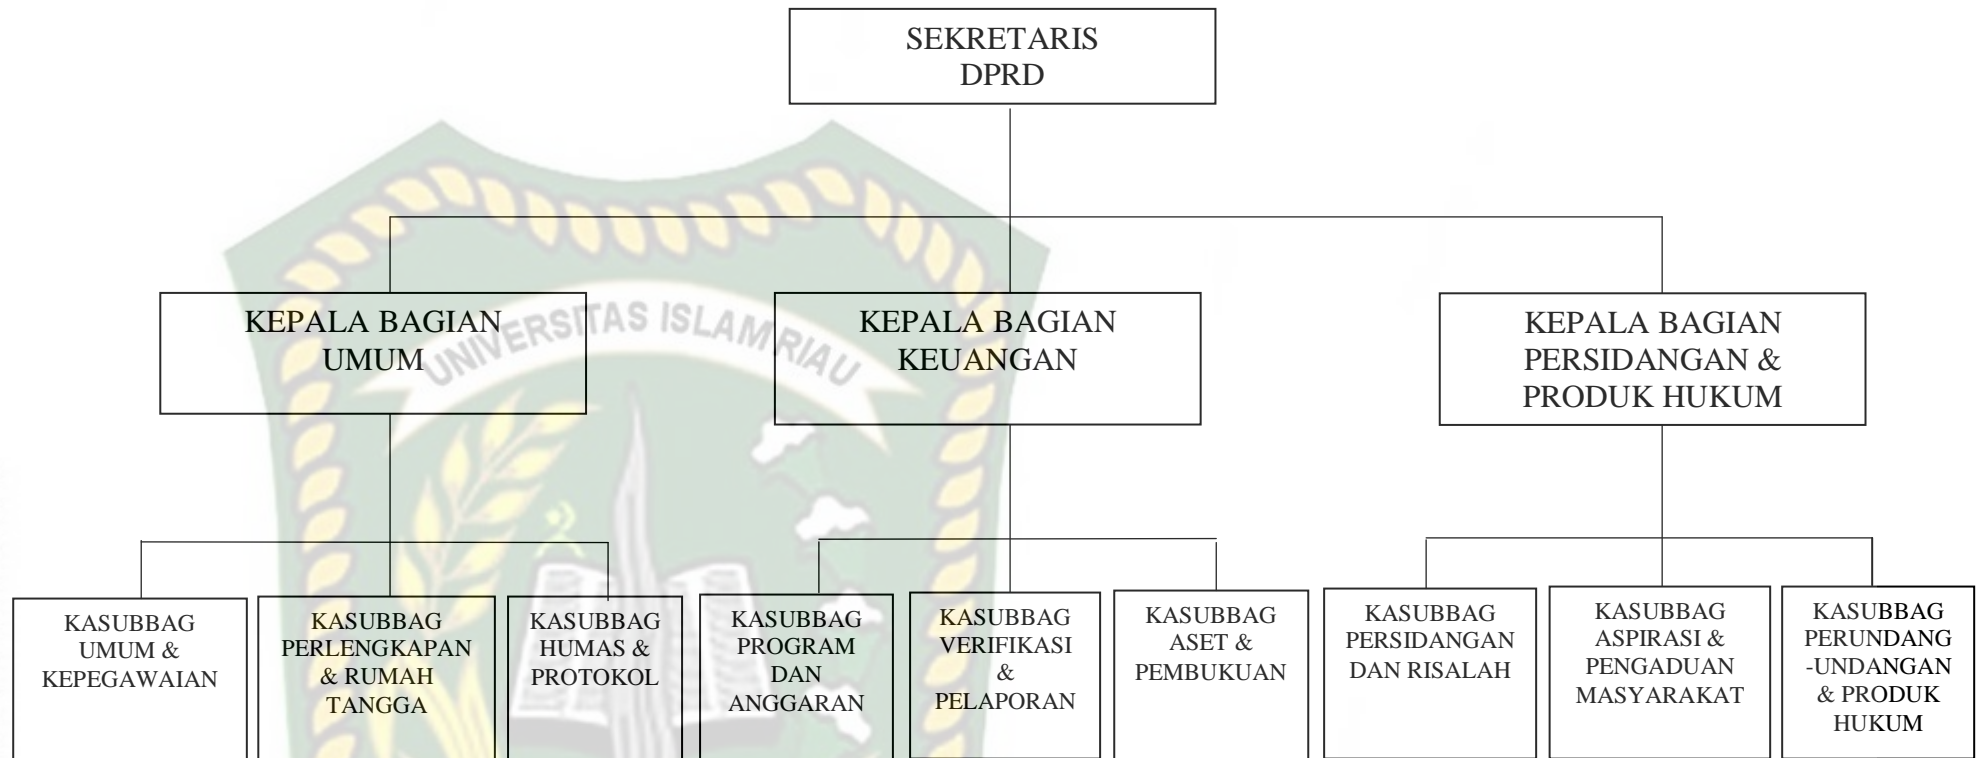 SEKRETARIS
DPRD
KEPALA BAGIAN
UMUM
KEPALA BAGIAN
KEUANGAN
KEPALA BAGIAN
PERSIDANGAN &
PRODUK HUKUM
UNIVERSITAS ISLAM RIAU
KASUBBAG
UMUM &
KEPEGAWAIAN
KASUBBAG
PERLENGKAPAN
& RUMAH
TANGGA
KASUBBAG
HUMAS &
PROTOKOL
KASUBBAG
PROGRAM
DAN
ANGGARAN
KASUBBAG
VERIFIKASI
&
PELAPORAN
KASUBBAG
ASET &
PEMBUKUAN
KASUBBAG
PERSIDANGAN
DAN RISALAH
KASUBBAG
ASPIRASI &
PENGADUAN
MASYARAKAT
KASUBBAG
PERUNDANG
-UNDANGAN
& PRODUK
HUKUM